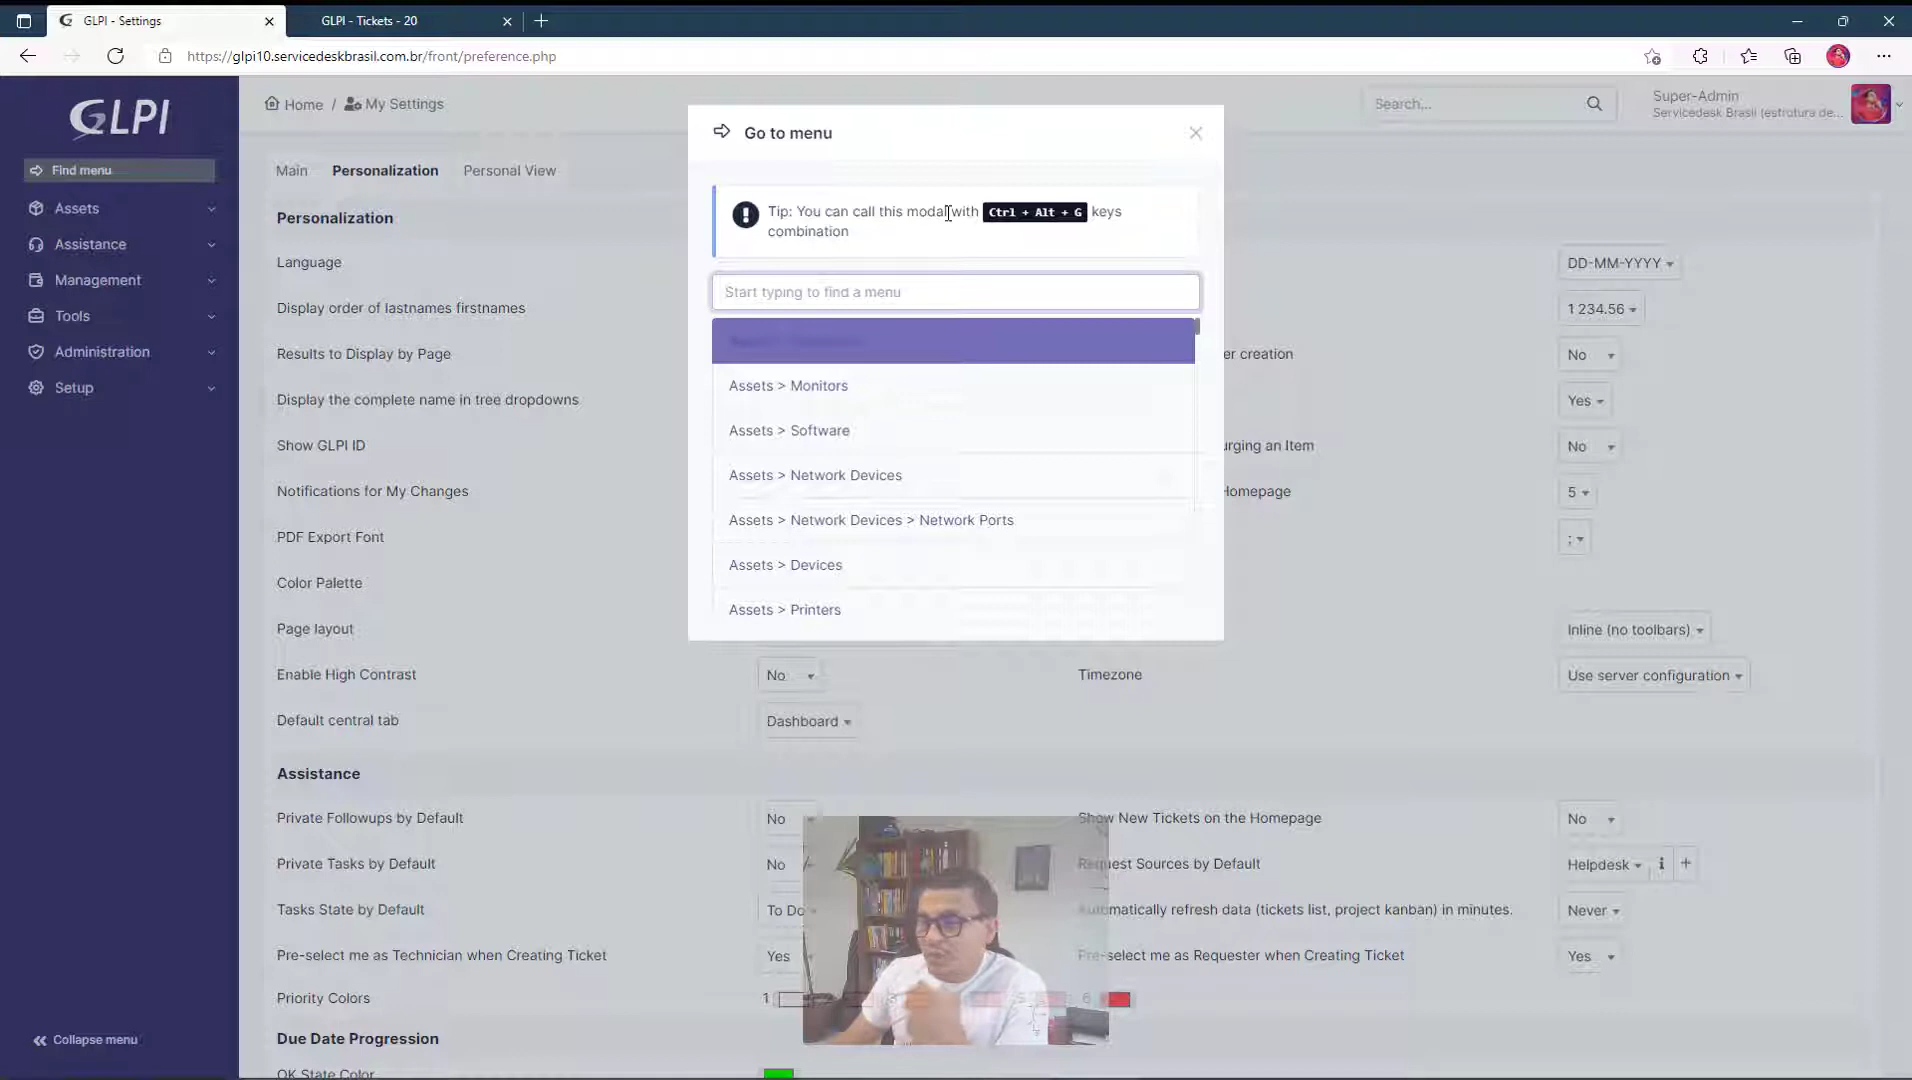 GLPI - Settings
GLPI - Tickets - 20
https://glpi10.servicedeskbrasil.com.br/front/preference.php
GLPI
Home / My Settings
Search...
Super-Admin
Servicedesk Brasil (estrutura de...
Find menu
Assets
Assistance
Management
Tools
Administration
Setup
Collapse menu
Main
Personalization
Personal View
Go to menu
Tip: You can call this modal with Ctrl + Alt + G keys
combination
Start typing to find a menu
Assets > Monitors
Assets > Software
Assets > Network Devices
Assets > Network Devices > Network Ports
Assets > Devices
Assets > Printers
Personalization
Language
DD-MM-YYYY
Display order of lastnames firstnames
1 234.56
Results to Display by Page
er creation
No
Display the complete name in tree dropdowns
Yes
Show GLPI ID
urging an Item
No
Notifications for My Changes
Homepage
5
PDF Export Font
;
Color Palette
Page layout
Inline (no toolbars)
Enable High Contrast
No
Timezone
Use server configuration
Default central tab
Dashboard
Assistance
Private Followups by Default
No
Show New Tickets on the Homepage
No
Private Tasks by Default
No
Request Sources by Default
Helpdesk
Tasks State by Default
To Do
Automatically refresh data (tickets list, project kanban) in minutes.
Never
Pre-select me as Technician when Creating Ticket
Yes
Pre-select me as Requester when Creating Ticket
Yes
Priority Colors
1
3
5
6
Due Date Progression
OK State Color